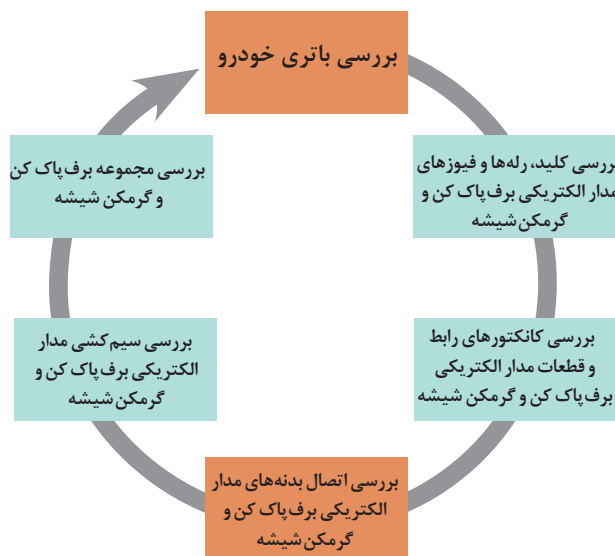 بررسی باتری خودرو
بررسی کلید، رله‌ها و فیوزهای
مدار الکتریکی برف‌پاک کن و
گرمکن شیشه
بررسی کانکتورهای رابط
و قطعات مدار الکتریکی
برف‌پاک کن و گرمکن شیشه
بررسی اتصال بدنه‌های مدار
الکتریکی برف‌پاک کن و
گرمکن شیشه
بررسی سیم‌کشی مدار
الکتریکی برف‌پاک کن و
گرمکن شیشه
بررسی مجموعه برف‌پاک کن
و گرمکن شیشه